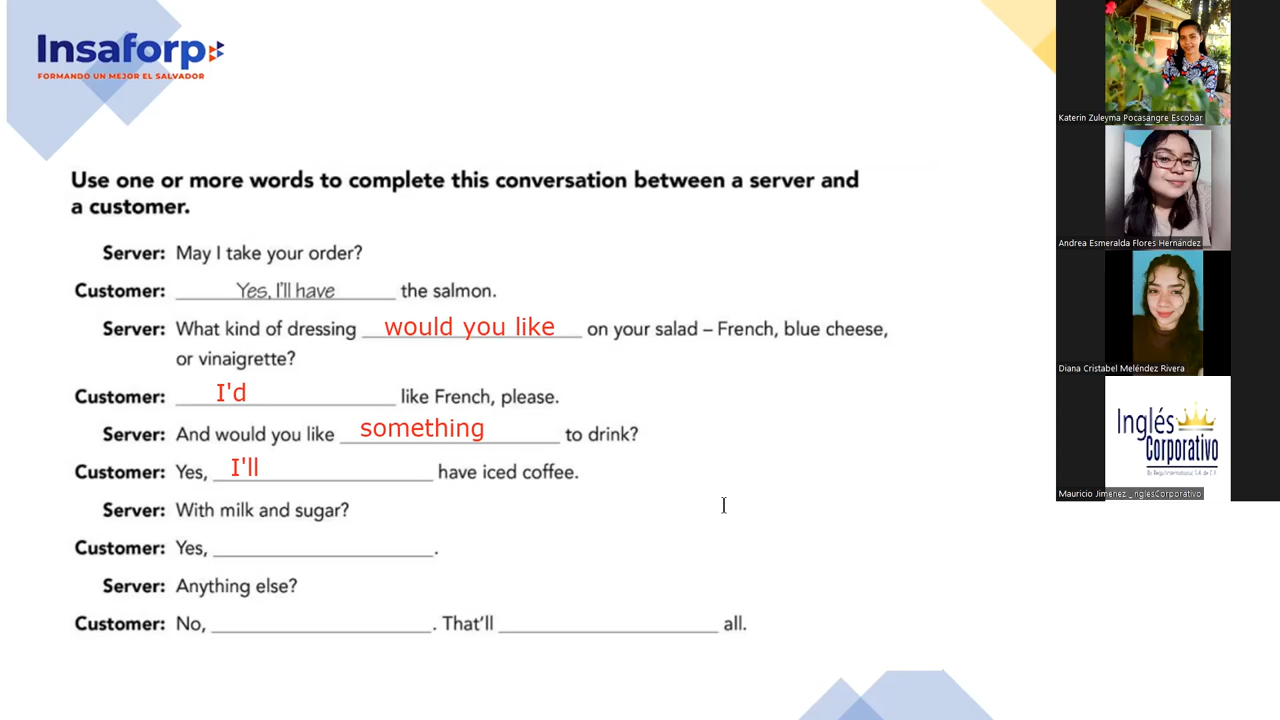 Insaforp
FORMANDO UN MEJOR EL SALVADOR
Use one or more words to complete this conversation between a server and
a customer.
Server: May I take your order?
Customer: Yes, I'll have the salmon.
Server: What kind of dressing would you like on your salad – French, blue cheese,
or vinaigrette?
Customer: I'd like French, please.
Server: And would you like something to drink?
Customer: Yes, I'll have iced coffee.
Server: With milk and sugar?
Customer: Yes, ____________________.
Server: Anything else?
Customer: No, ____________________. That'll ____________________ all.
Katerin Zuleyma Pocasangre Escobar
Andrea Esmeralda Flores Hernández
Diana Cristabel Meléndez Rivera
Inglés
Corporativo
Mauricio Jimenez _InglesCorporativo